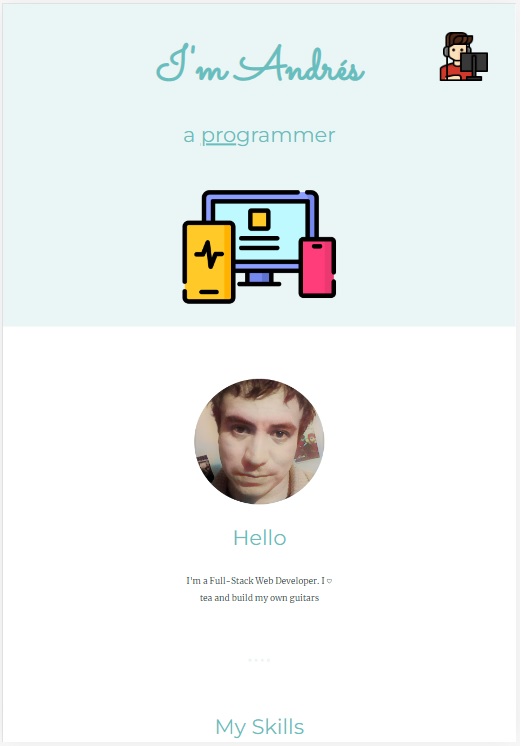 I'm Andrés
a programmer
Hello
I'm a Full-Stack Web Developer. I ♡
tea and build my own guitars
My Skills